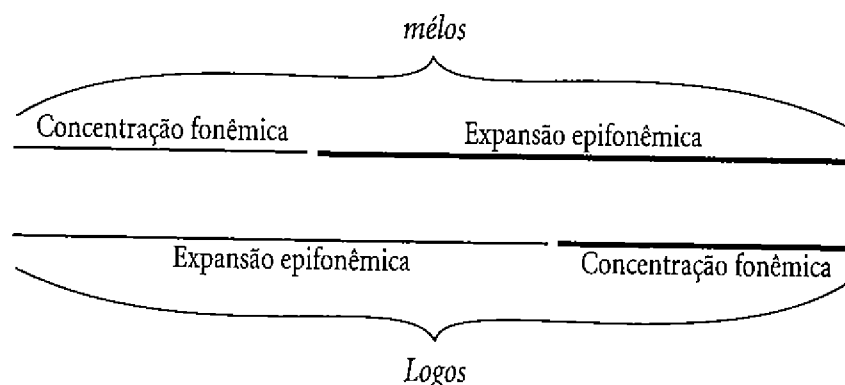 mélos
Concentração fonêmica Expansão epifonêmica
Expansão epifonêmica Concentração fonêmica
Logos